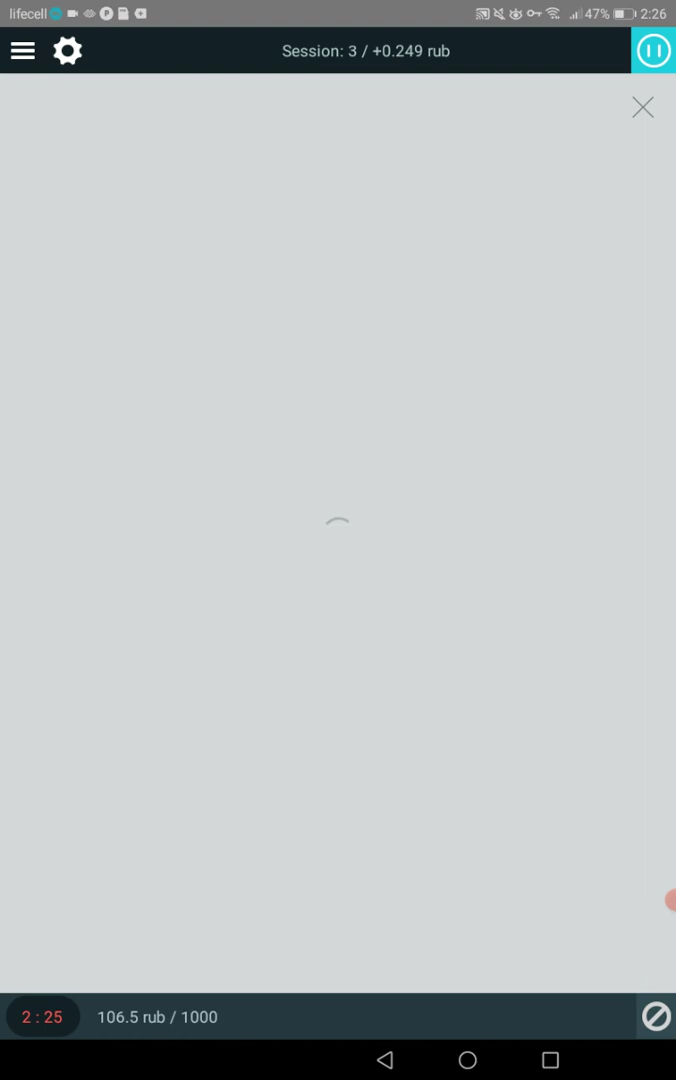 lifecell 47% 2:26
Session: 3 / +0.249 rub
2 : 25 106.5 rub / 1000